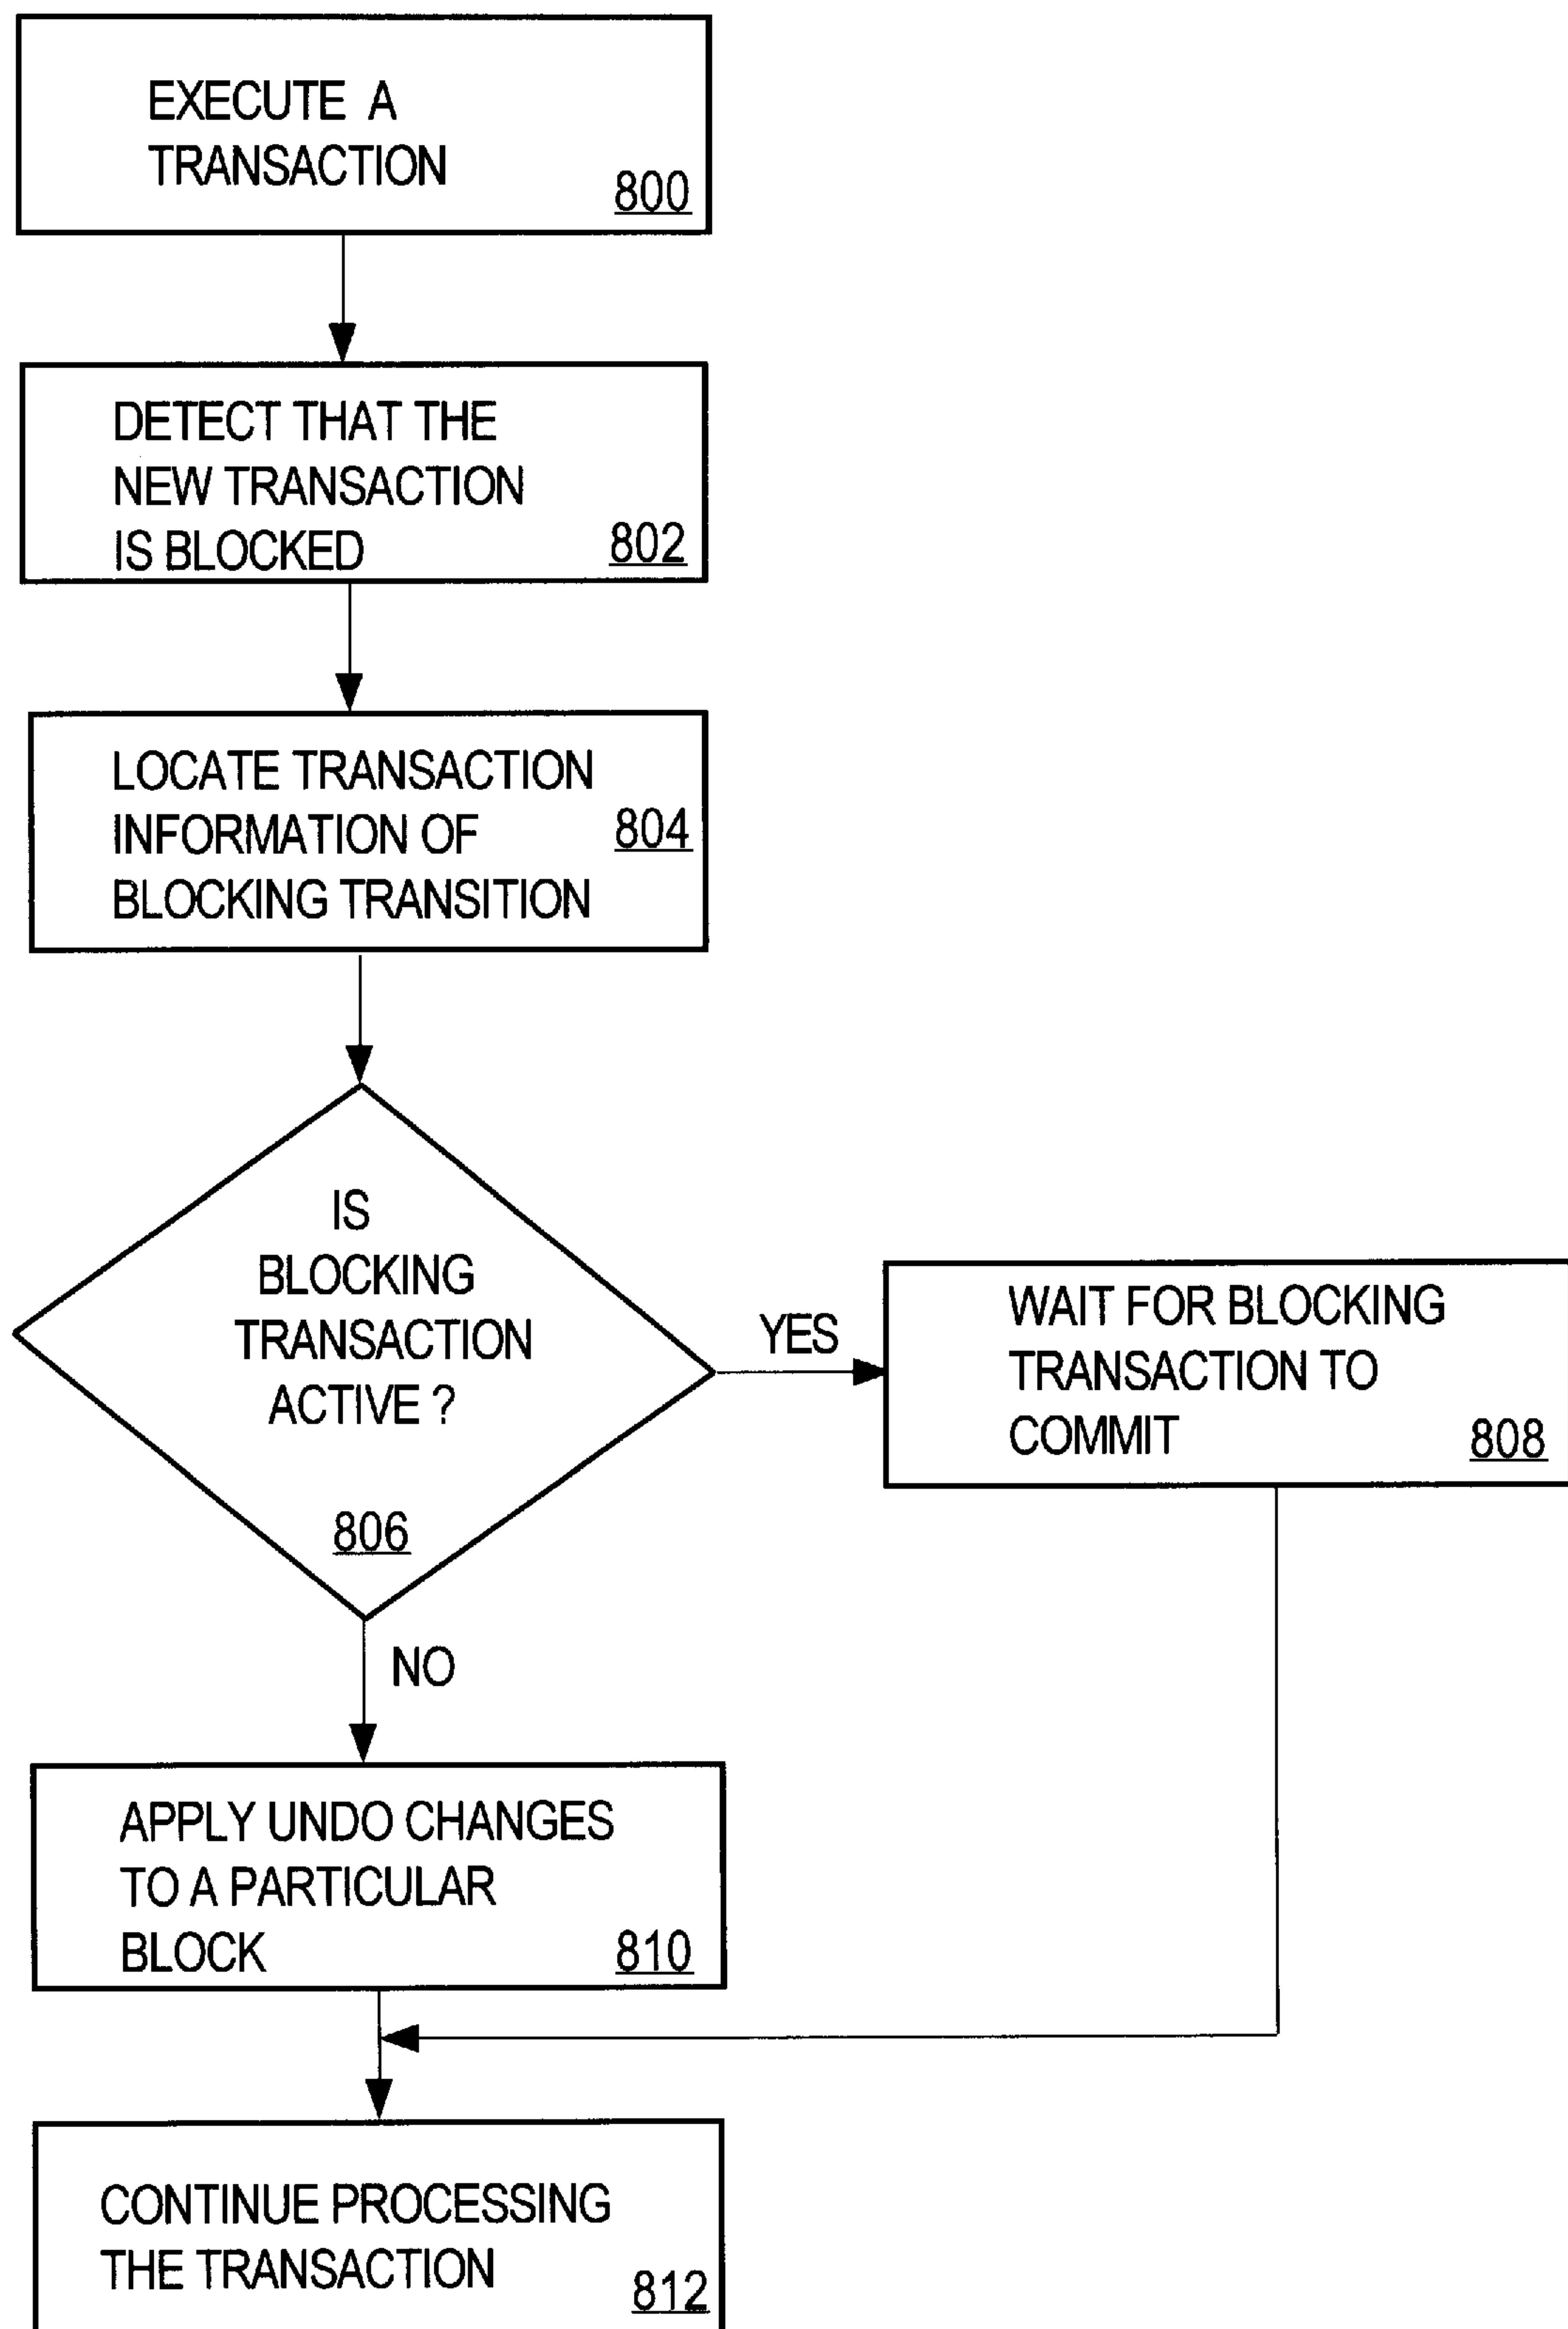 EXECUTE A
TRANSACTION
800
DETECT THAT THE
NEW TRANSACTION
IS BLOCKED
802
LOCATE TRANSACTION
INFORMATION OF
804
BLOCKING TRANSITION
IS
BLOCKING
TRANSACTION
ACTIVE ?
806
YES
WAIT FOR BLOCKING
TRANSACTION TO
COMMIT
808
NO
APPLY UNDO CHANGES
TO A PARTICULAR
BLOCK
810
CONTINUE PROCESSING
THE TRANSACTION
812